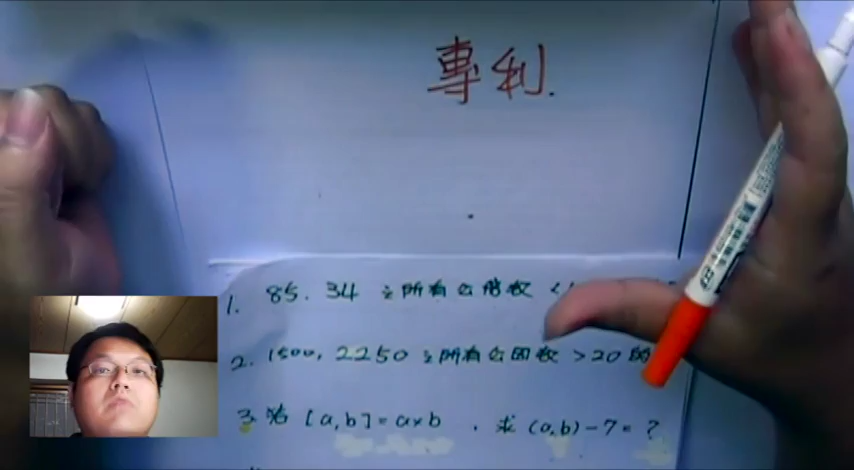 專利.
1. 85. 34 之所有公倍數 <
2. 1500, 2250 之所有公因數 >20 的
3. 若 [a,b]=a×b . 求 (a,b)-7=?